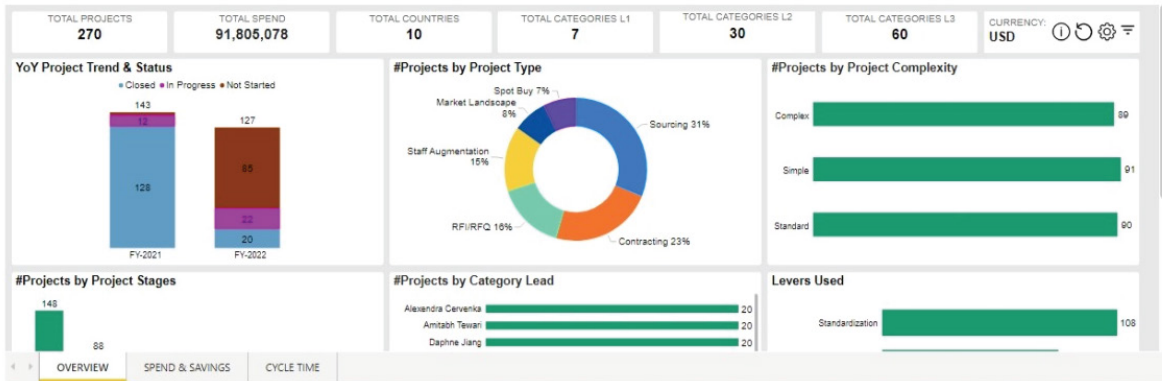 TOTAL PROJECTS
270
TOTAL SPEND
91,805,078
TOTAL COUNTRIES
10
TOTAL CATEGORIES L1
7
TOTAL CATEGORIES L2
30
TOTAL CATEGORIES L3
60
CURRENCY:
USD
YoY Project Trend & Status
Closed In Progress Not Started
143
12
128
127
85
22
20
FY-2021
FY-2022
#Projects by Project Type
Spot Buy 7%
Market Landscape
8%
Sourcing 31%
Staff Augmentation
15%
RFI/RFQ 16%
Contracting 23%
#Projects by Project Complexity
Complex 89
Simple 91
Standard 90
#Projects by Project Stages
148
88
#Projects by Category Lead
Alexendra Cervenka 20
Amitabh Tewari 20
Daphne Jiang 20
Levers Used
Standardization 108
OVERVIEW
SPEND & SAVINGS
CYCLE TIME